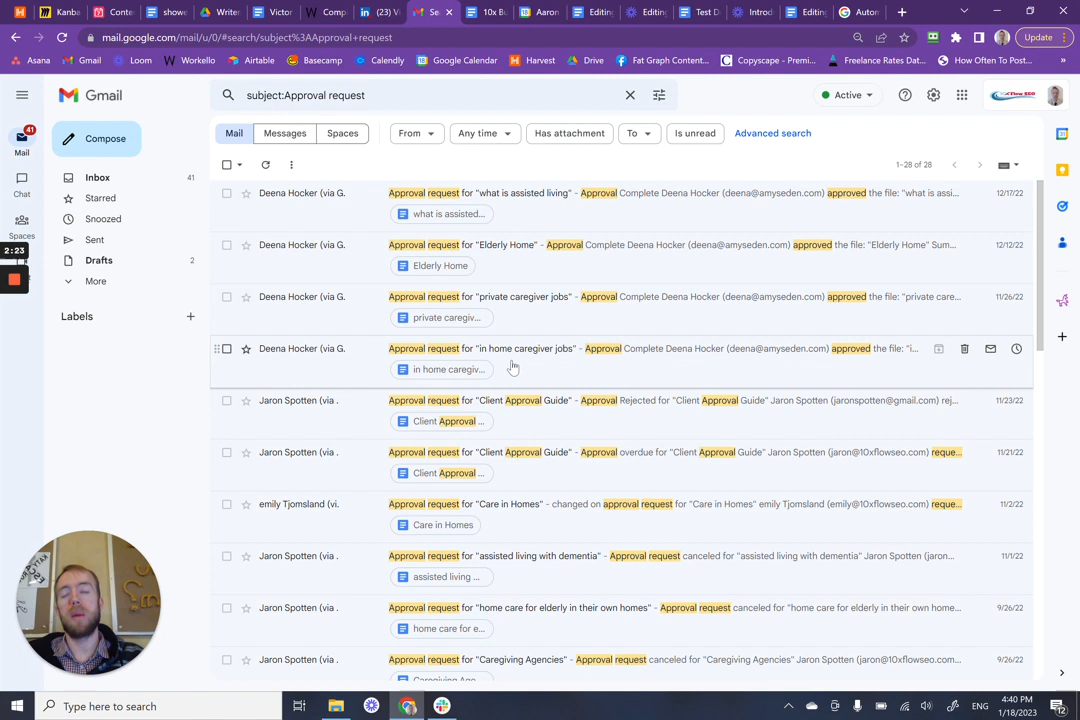 Kanba
Conte
showe
Writer
Victor
Comp
(23) V
Se
10x B
Aaron
Editing
Editing
Test D
Introd
Editing
Autom
mail.google.com/mail/u/0/#search/subject%3AApproval+request
Update
Asana
Gmail
Loom
Workello
Airtable
Basecamp
Calendly
Google Calendar
Harvest
Drive
Fat Graph Content...
Copyscape - Premi...
Freelance Rates Dat...
How Often To Post...
Gmail
subject:Approval request
Active
41
Mail
Chat
Spaces
2:23
Compose
Inbox 41
Starred
Snoozed
Sent
Drafts 2
More
Labels
Mail Messages Spaces From Any time Has attachment To Is unread Advanced search
1-28 of 28
Deena Hocker (via G. Approval request for "what is assisted living" - Approval Complete Deena Hocker (deena@amyseden.com) approved the file: "what is assi... 12/17/22
what is assisted...
Deena Hocker (via G. Approval request for "Elderly Home" - Approval Complete Deena Hocker (deena@amyseden.com) approved the file: "Elderly Home" Sum... 12/12/22
Elderly Home
Deena Hocker (via G. Approval request for "private caregiver jobs" - Approval Complete Deena Hocker (deena@amyseden.com) approved the file: "private care... 11/26/22
private caregiv...
Deena Hocker (via G. Approval request for "in home caregiver jobs" - Approval Complete Deena Hocker (deena@amyseden.com) approved the file: "i...
in home caregiv...
Jaron Spotten (via . Approval request for "Client Approval Guide" - Approval Rejected for "Client Approval Guide" Jaron Spotten (jaronspotten@gmail.com) rej... 11/23/22
Client Approval ...
Jaron Spotten (via . Approval request for "Client Approval Guide" - Approval overdue for "Client Approval Guide" Jaron Spotten (jaron@10xflowseo.com) reque... 11/21/22
Client Approval ...
emily Tjomsland (vi. Approval request for "Care in Homes" - changed on approval request for "Care in Homes" emily Tjomsland (emily@10xflowseo.com) reque... 11/2/22
Care in Homes
Jaron Spotten (via . Approval request for "assisted living with dementia" - Approval request canceled for "assisted living with dementia" Jaron Spotten (jaron... 11/1/22
assisted living ...
Jaron Spotten (via . Approval request for "home care for elderly in their own homes" - Approval request canceled for "home care for elderly in their own home... 9/26/22
home care for e...
Jaron Spotten (via . Approval request for "Caregiving Agencies" - Approval request canceled for "Caregiving Agencies" Jaron Spotten (jaron@10xflowseo.com) ... 9/26/22
Caregiving Age...
Type here to search
ENG
4:40 PM
1/18/2023
12